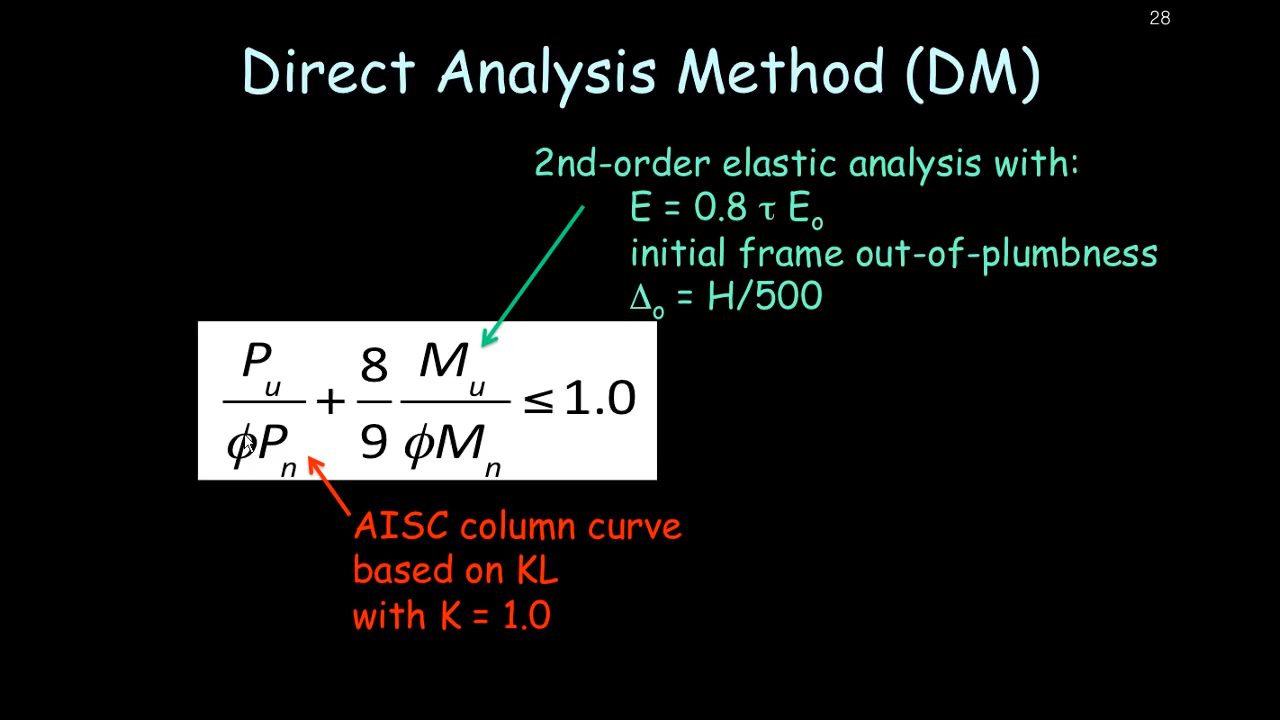 28
Direct Analysis Method (DM)
2nd-order elastic analysis with:
E = 0.8 τ Eₒ
initial frame out-of-plumbness
Δₒ = H/500
Pᵤ/ϕPₙ + 8/9 Mᵤ/ϕMₙ ≤ 1.0
AISC column curve
based on KL
with K = 1.0